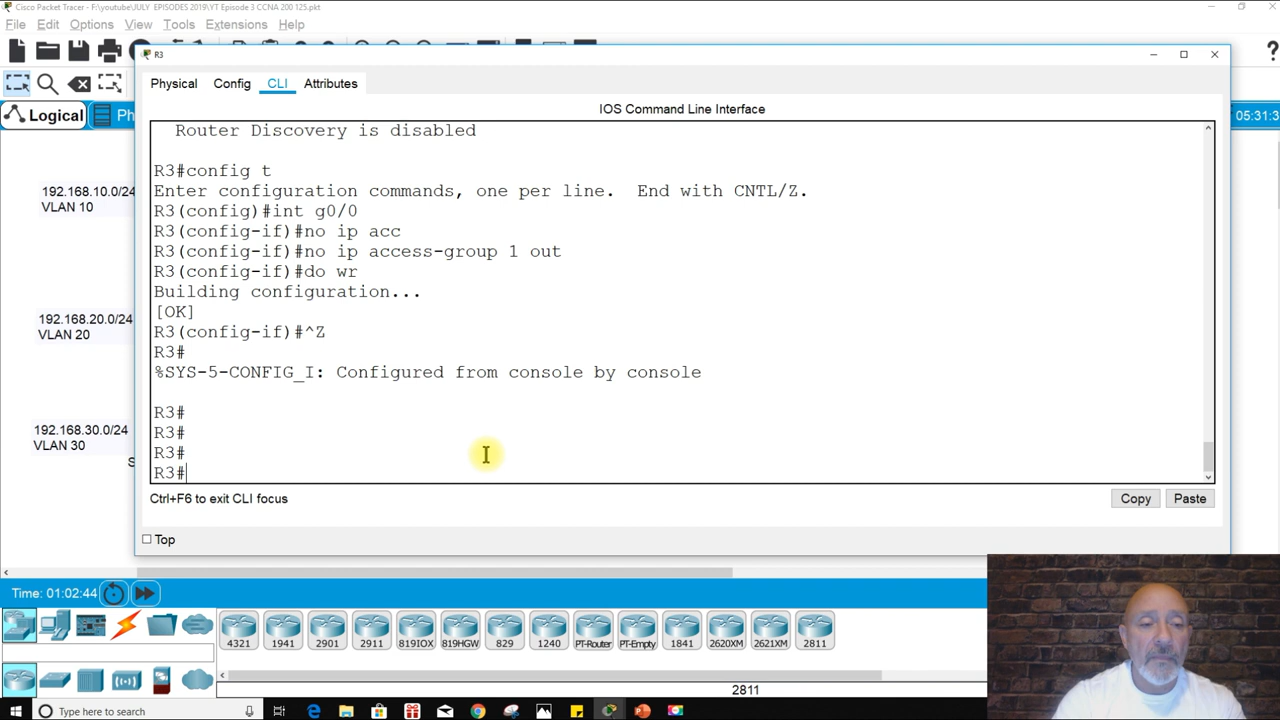 Cisco Packet Tracer - F:\youtube\JULY EPISODES 2019\YT Episode 3 CCNA 200 125.pkt
File Edit Options View Tools Extensions Help
R3
Physical Config CLI Attributes
IOS Command Line Interface
Logical
Ph
05:31:3
Router Discovery is disabled
R3#config t
Enter configuration commands, one per line. End with CNTL/Z.
R3(config)#int g0/0
R3(config-if)#no ip acc
R3(config-if)#no ip access-group 1 out
R3(config-if)#do wr
Building configuration...
[OK]
R3(config-if)#^Z
R3#
%SYS-5-CONFIG_I: Configured from console by console
R3#
R3#
R3#
R3#
192.168.10.0/24
VLAN 10
192.168.20.0/24
VLAN 20
192.168.30.0/24
VLAN 30
S
Ctrl+F6 to exit CLI focus
Copy Paste
Top
Time: 01:02:44
4321 1941 2901 2911 819IOX 819HGW 829 1240 PT-Router PT-Empty 1841 2620XM 2621XM 2811
2811
Type here to search